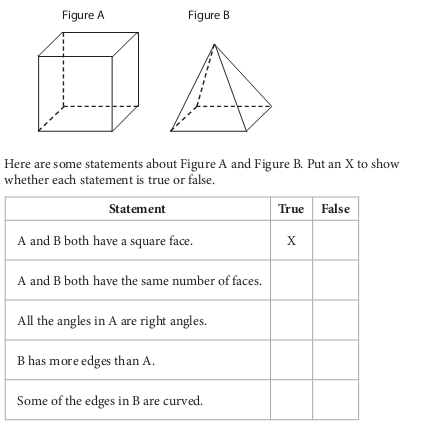 Figure A Figure B
Here are some statements about Figure A and Figure B. Put an X to show
whether each statement is true or false.
Statement True False
A and B both have a square face. X
A and B both have the same number of faces.
All the angles in A are right angles.
B has more edges than A.
Some of the edges in B are curved.